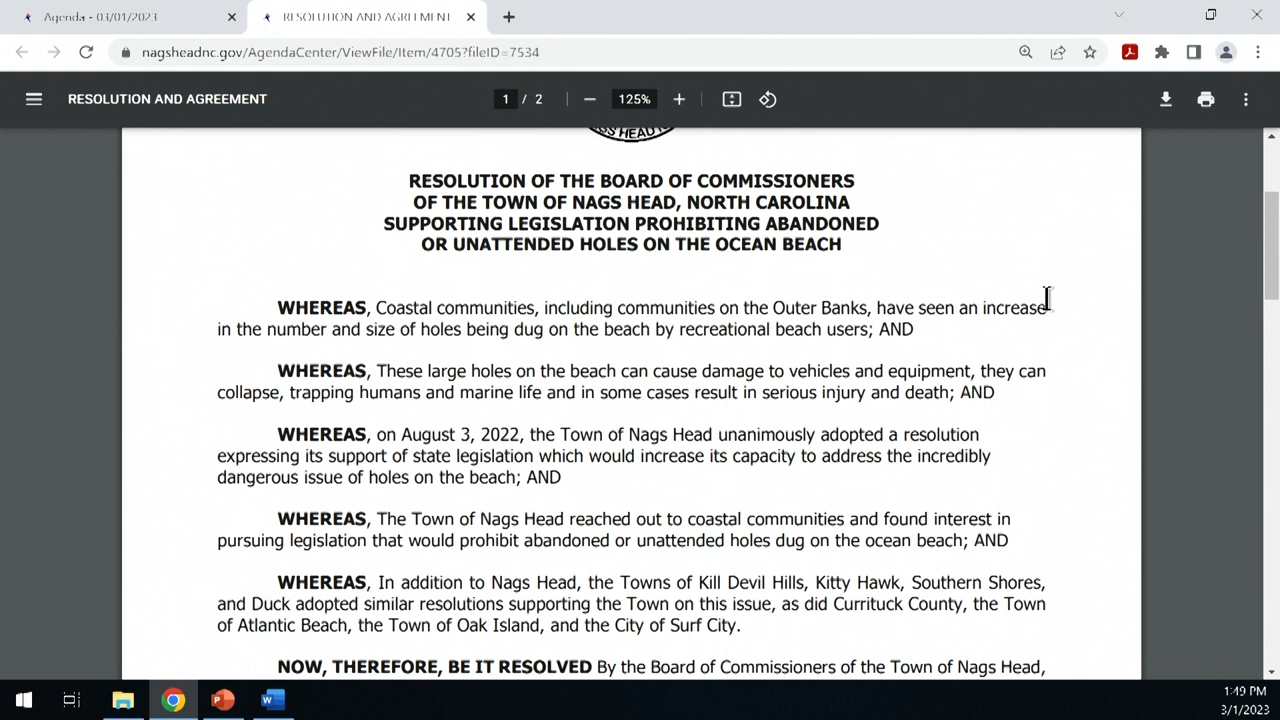 Agenda - 03/01/2023
RESOLUTION AND AGREEMENT
nagsheadnc.gov/AgendaCenter/ViewFile/Item/4705?fileID=7534
RESOLUTION AND AGREEMENT
1 / 2
125%
GS HEAD
RESOLUTION OF THE BOARD OF COMMISSIONERS
OF THE TOWN OF NAGS HEAD, NORTH CAROLINA
SUPPORTING LEGISLATION PROHIBITING ABANDONED
OR UNATTENDED HOLES ON THE OCEAN BEACH
WHEREAS, Coastal communities, including communities on the Outer Banks, have seen an increase
in the number and size of holes being dug on the beach by recreational beach users; AND
WHEREAS, These large holes on the beach can cause damage to vehicles and equipment, they can
collapse, trapping humans and marine life and in some cases result in serious injury and death; AND
WHEREAS, on August 3, 2022, the Town of Nags Head unanimously adopted a resolution
expressing its support of state legislation which would increase its capacity to address the incredibly
dangerous issue of holes on the beach; AND
WHEREAS, The Town of Nags Head reached out to coastal communities and found interest in
pursuing legislation that would prohibit abandoned or unattended holes dug on the ocean beach; AND
WHEREAS, In addition to Nags Head, the Towns of Kill Devil Hills, Kitty Hawk, Southern Shores,
and Duck adopted similar resolutions supporting the Town on this issue, as did Currituck County, the Town
of Atlantic Beach, the Town of Oak Island, and the City of Surf City.
NOW, THEREFORE, BE IT RESOLVED By the Board of Commissioners of the Town of Nags Head,
1:49 PM
3/1/2023